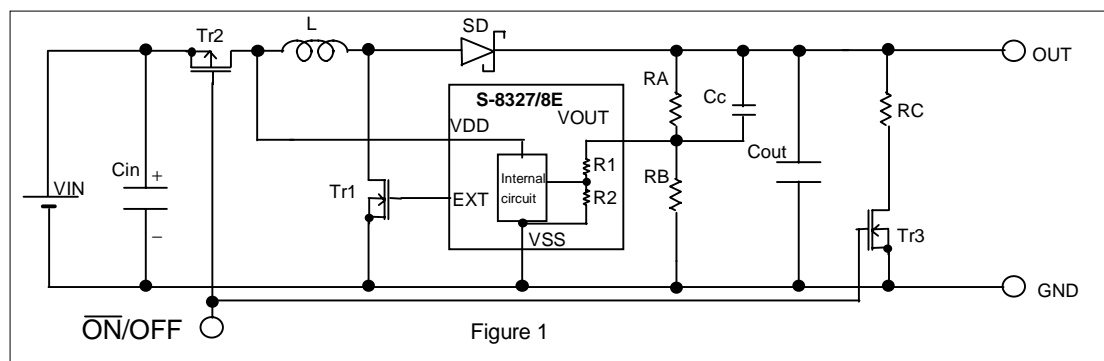 L
SD
Tr2
OUT
S-8327/8E
VOUT
VDD
RA
Cc
RC
Cin
+
VIN
Tr1
EXT
Internal
circuit
R1
R2
RB
Cout
−
VSS
Tr3
GND
ON/OFF
Figure 1